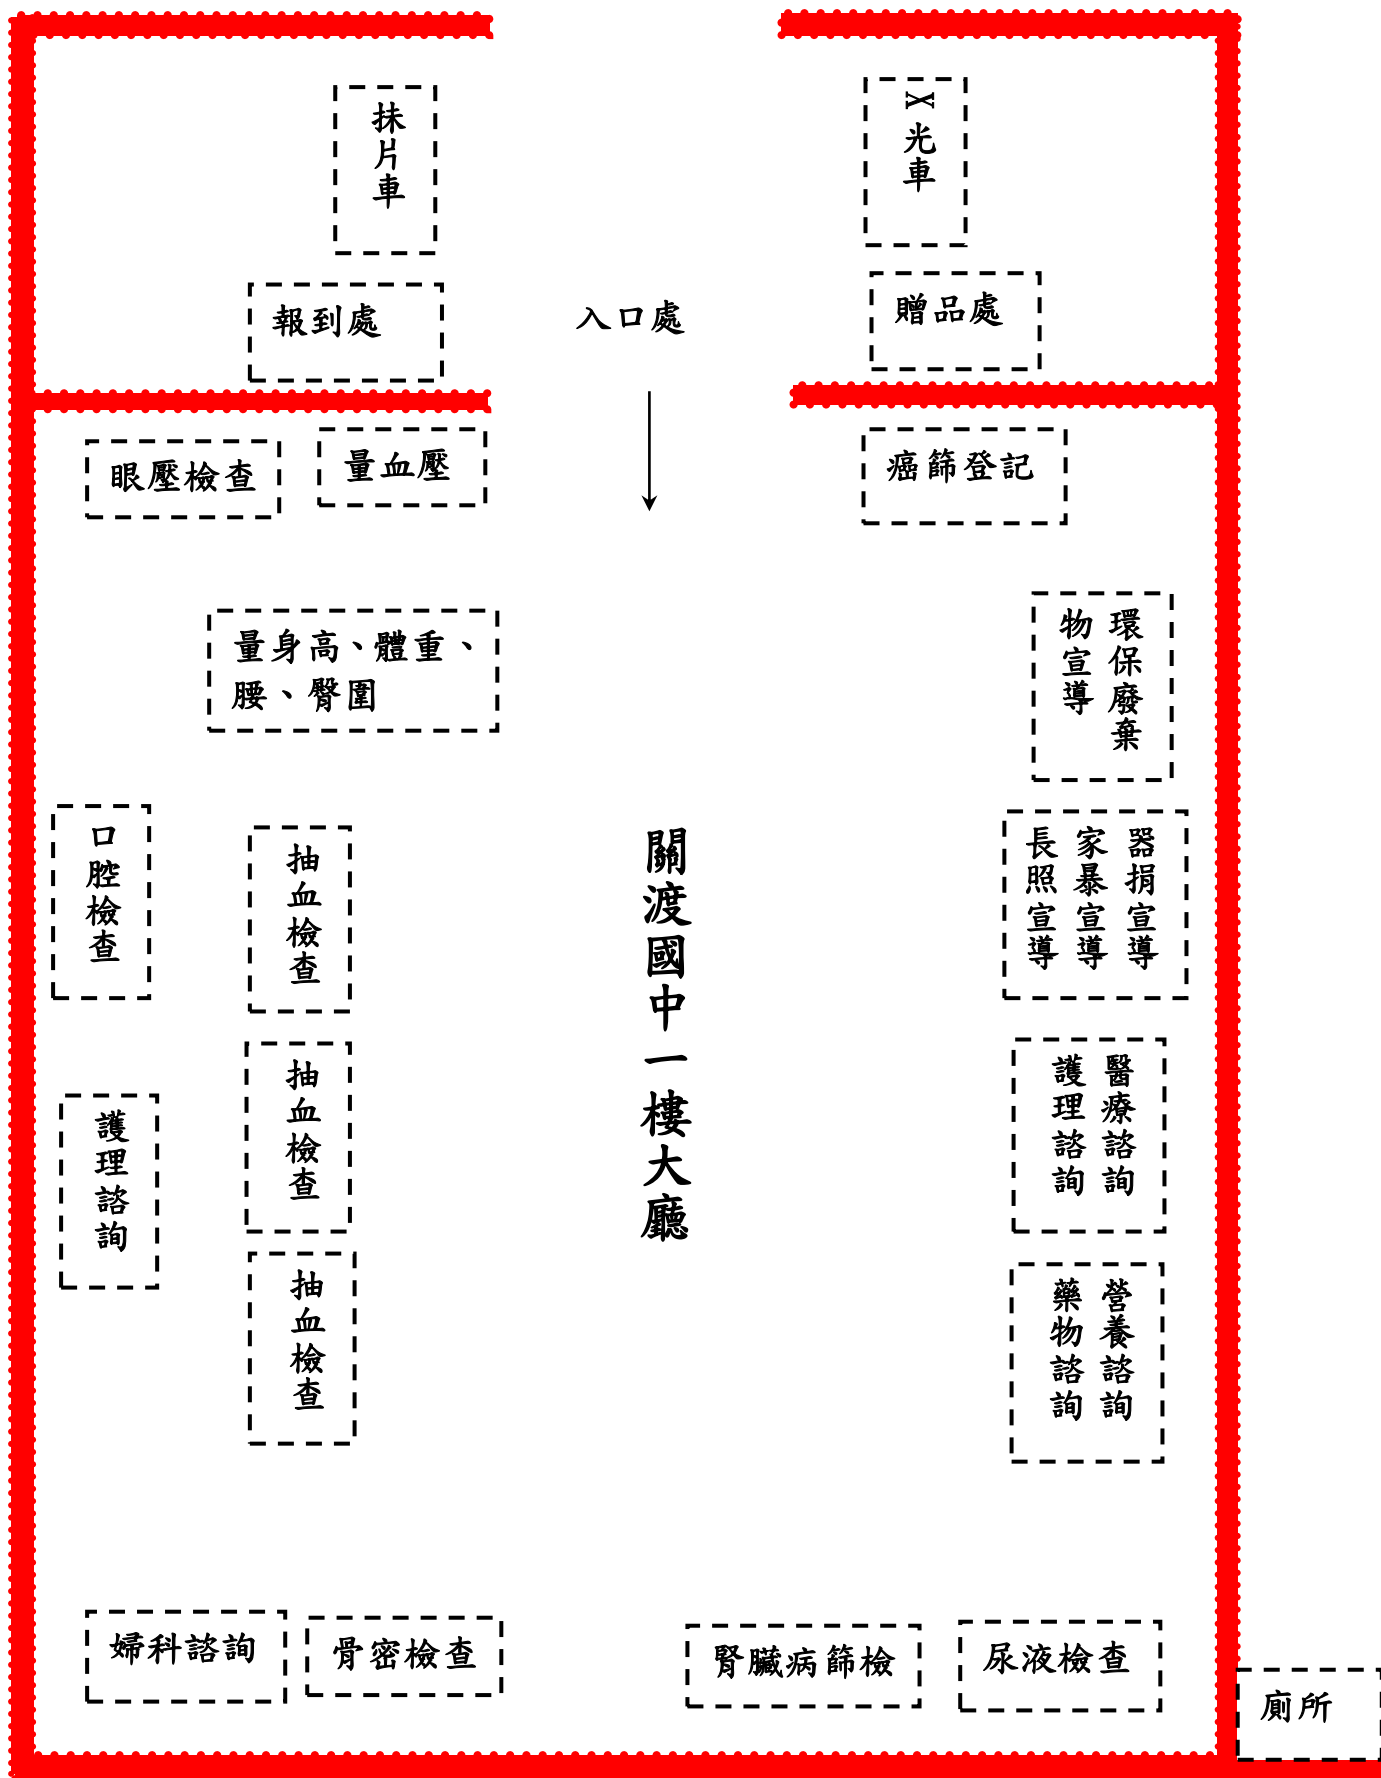 抹片車
X光車
報到處
入口處
贈品處
眼壓檢查
量血壓
癌篩登記
量身高、體重、
腰、臀圍
環保廢棄
物宣導
口腔檢查
抽血檢查
關渡國中一樓大廳
器捐宣導
家暴宣導
長照宣導
護理諮詢
抽血檢查
醫療諮詢
護理諮詢
抽血檢查
營養諮詢
藥物諮詢
婦科諮詢
骨密檢查
腎臟病篩檢
尿液檢查
廁所